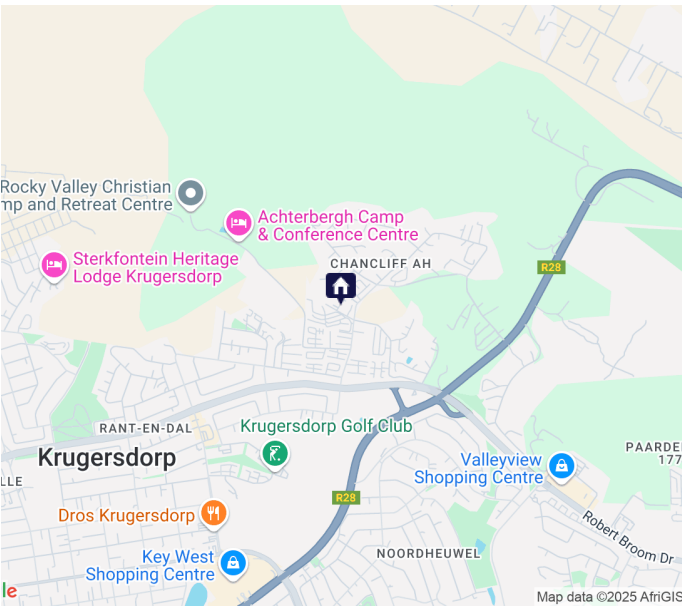 Rocky Valley Christian
mp and Retreat Centre
Achterbergh Camp
& Conference Centre
Sterkfontein Heritage
Lodge Krugersdorp
CHANCLIFF AH
R28
RANT-EN-DAL
Krugersdorp Golf Club
Krugersdorp
LLE
Valleyview
Shopping Centre
PAARDE
177
R28
Dros Krugersdorp
Robert Broom Dr
Key West
Shopping Centre
NOORDHEUWEL
le
Map data ©2025 AfriGIS